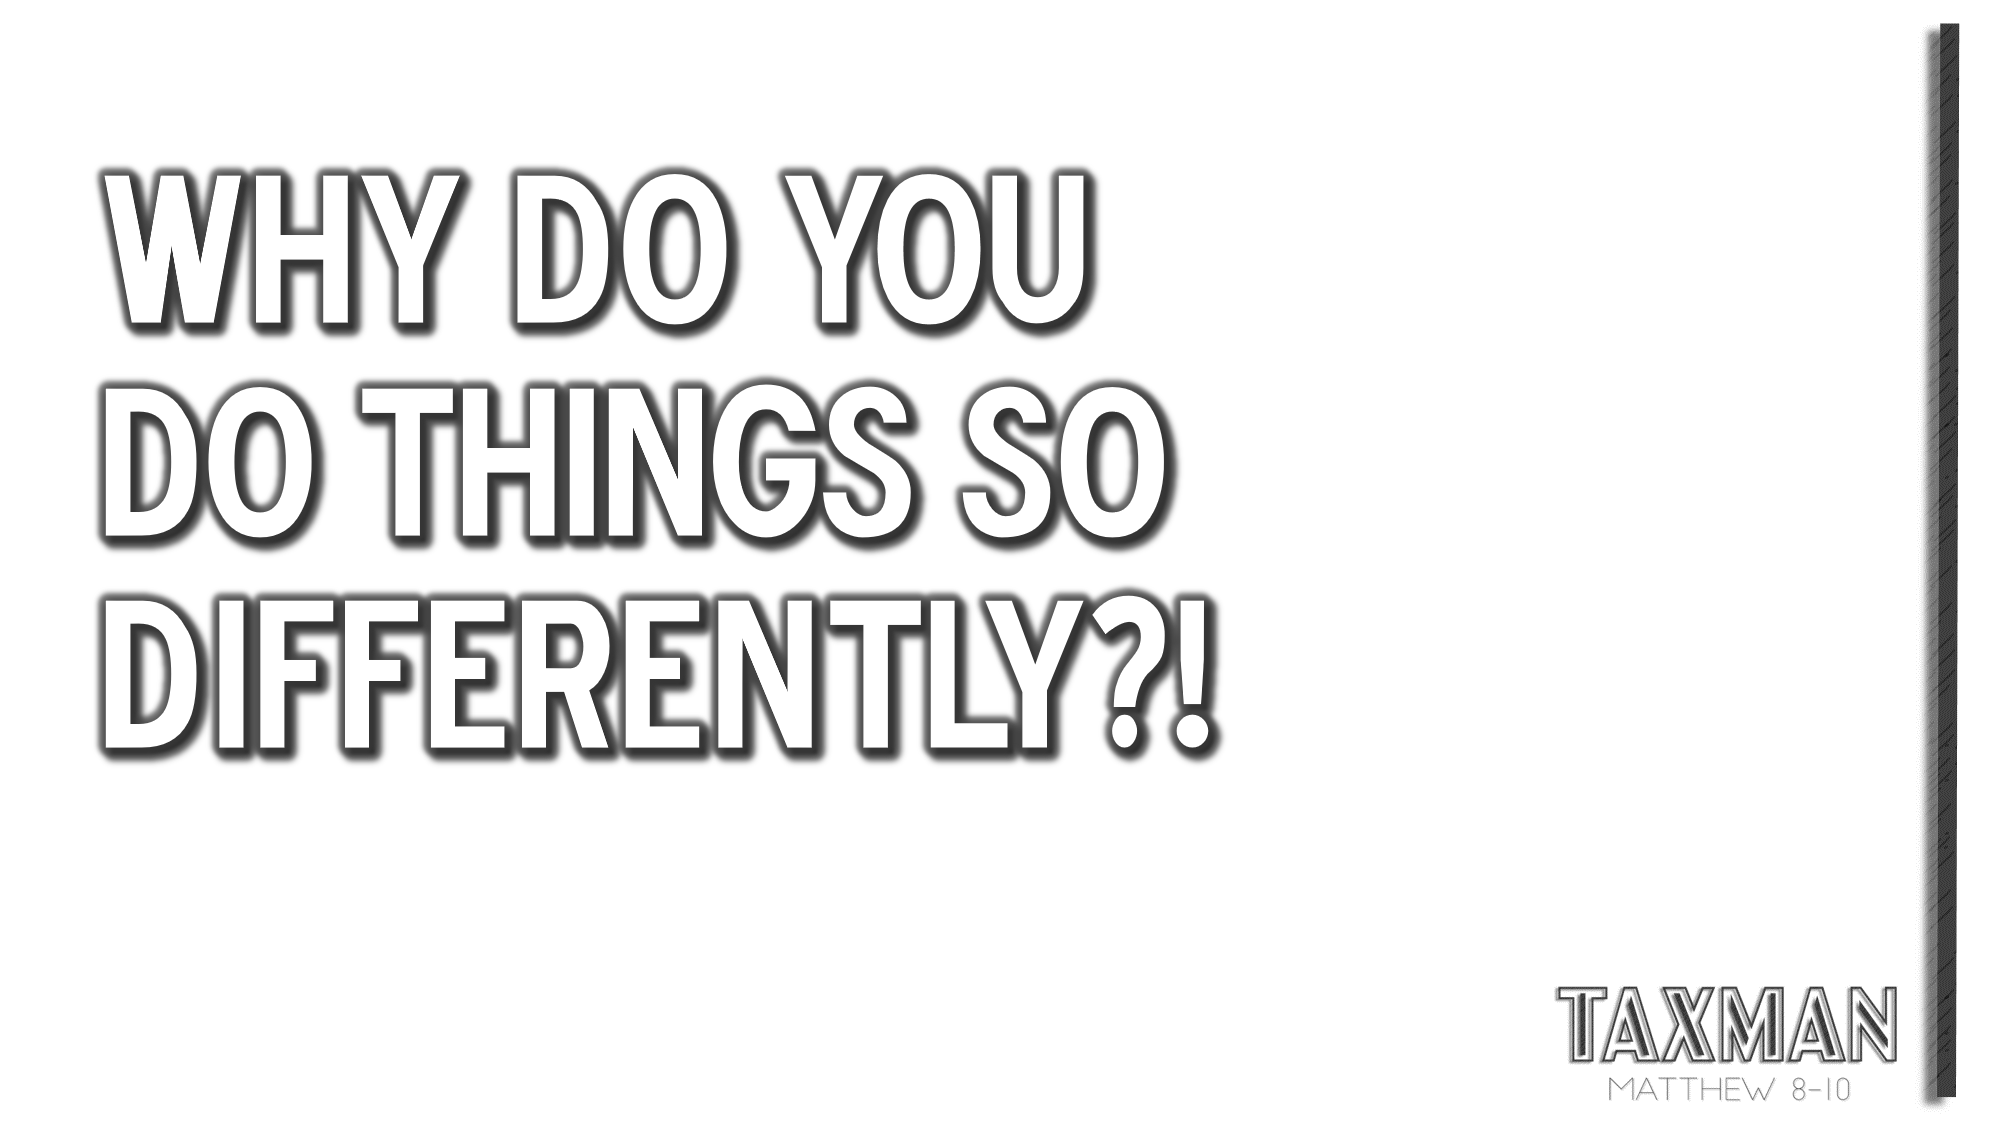 WHY DO YOU
DO THINGS SO
DIFFERENTLY?!
TAXMAN
MATTHEW 8-10